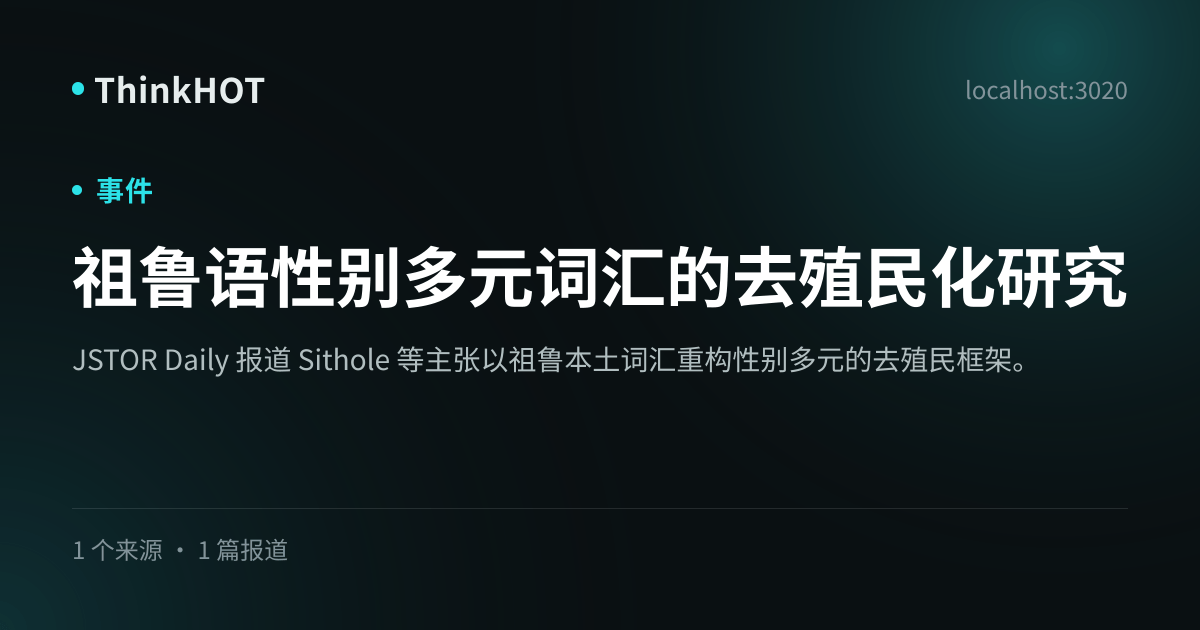 ThinkHOT
localhost:3020
事件
祖鲁语性别多元词汇的去殖民化研究
JSTOR Daily 报道 Sithole 等主张以祖鲁本土词汇重构性别多元的去殖民框架。
1 个来源 · 1 篇报道